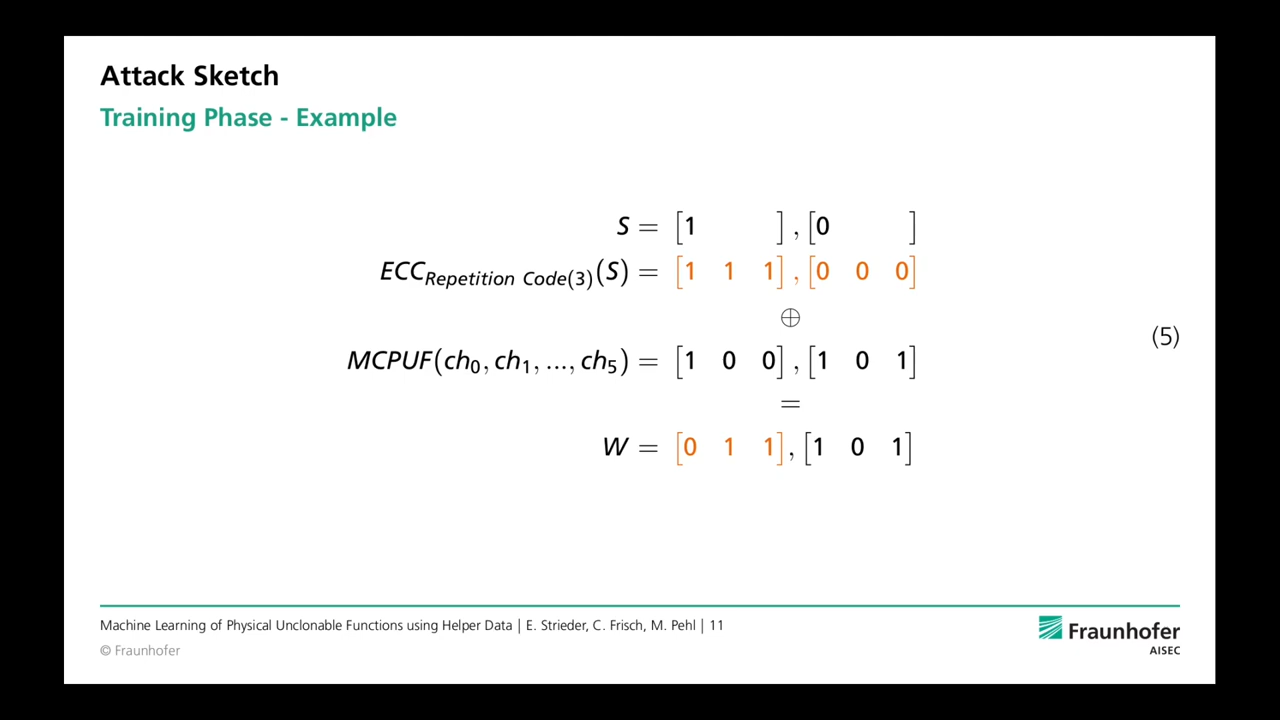 Attack Sketch
Training Phase - Example
S = [1 ] , [0 ]
ECC_Repetition Code(3)(S) = [1 1 1] , [0 0 0]
⊕
(5)
MCPUF(ch₀, ch₁, ..., ch₅) = [1 0 0] , [1 0 1]
=
W = [0 1 1], [1 0 1]
Machine Learning of Physical Unclonable Functions using Helper Data | E. Strieder, C. Frisch, M. Pehl | 11
© Fraunhofer
Fraunhofer
AISEC